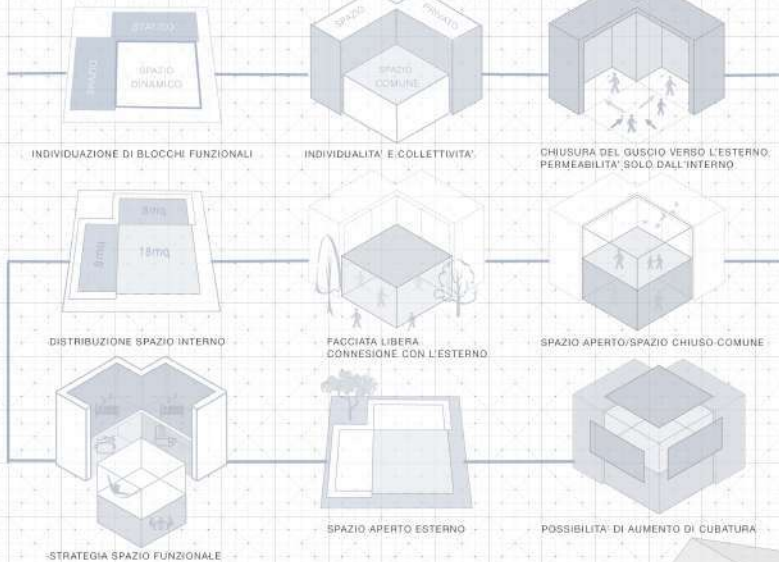 STATICO
SPAZIO
SPAZIO
DINAMICO
INDIVIDUAZIONE DI BLOCCHI FUNZIONALI
SPAZIO
PRIVATO
SPAZIO
COMUNE
INDIVIDUALITA' E COLLETTIVITA'
CHIUSURA DEL GUSCIO VERSO L'ESTERNO
PERMEABILITA' SOLO DALL'INTERNO
8mq
8mq
18mq
DISTRIBUZIONE SPAZIO INTERNO
FACCIATA LIBERA
CONNESIONE CON L'ESTERNO
SPAZIO APERTO/SPAZIO CHIUSO-COMUNE
STRATEGIA SPAZIO FUNZIONALE
SPAZIO APERTO ESTERNO
POSSIBILITA' DI AUMENTO DI CUBATURA